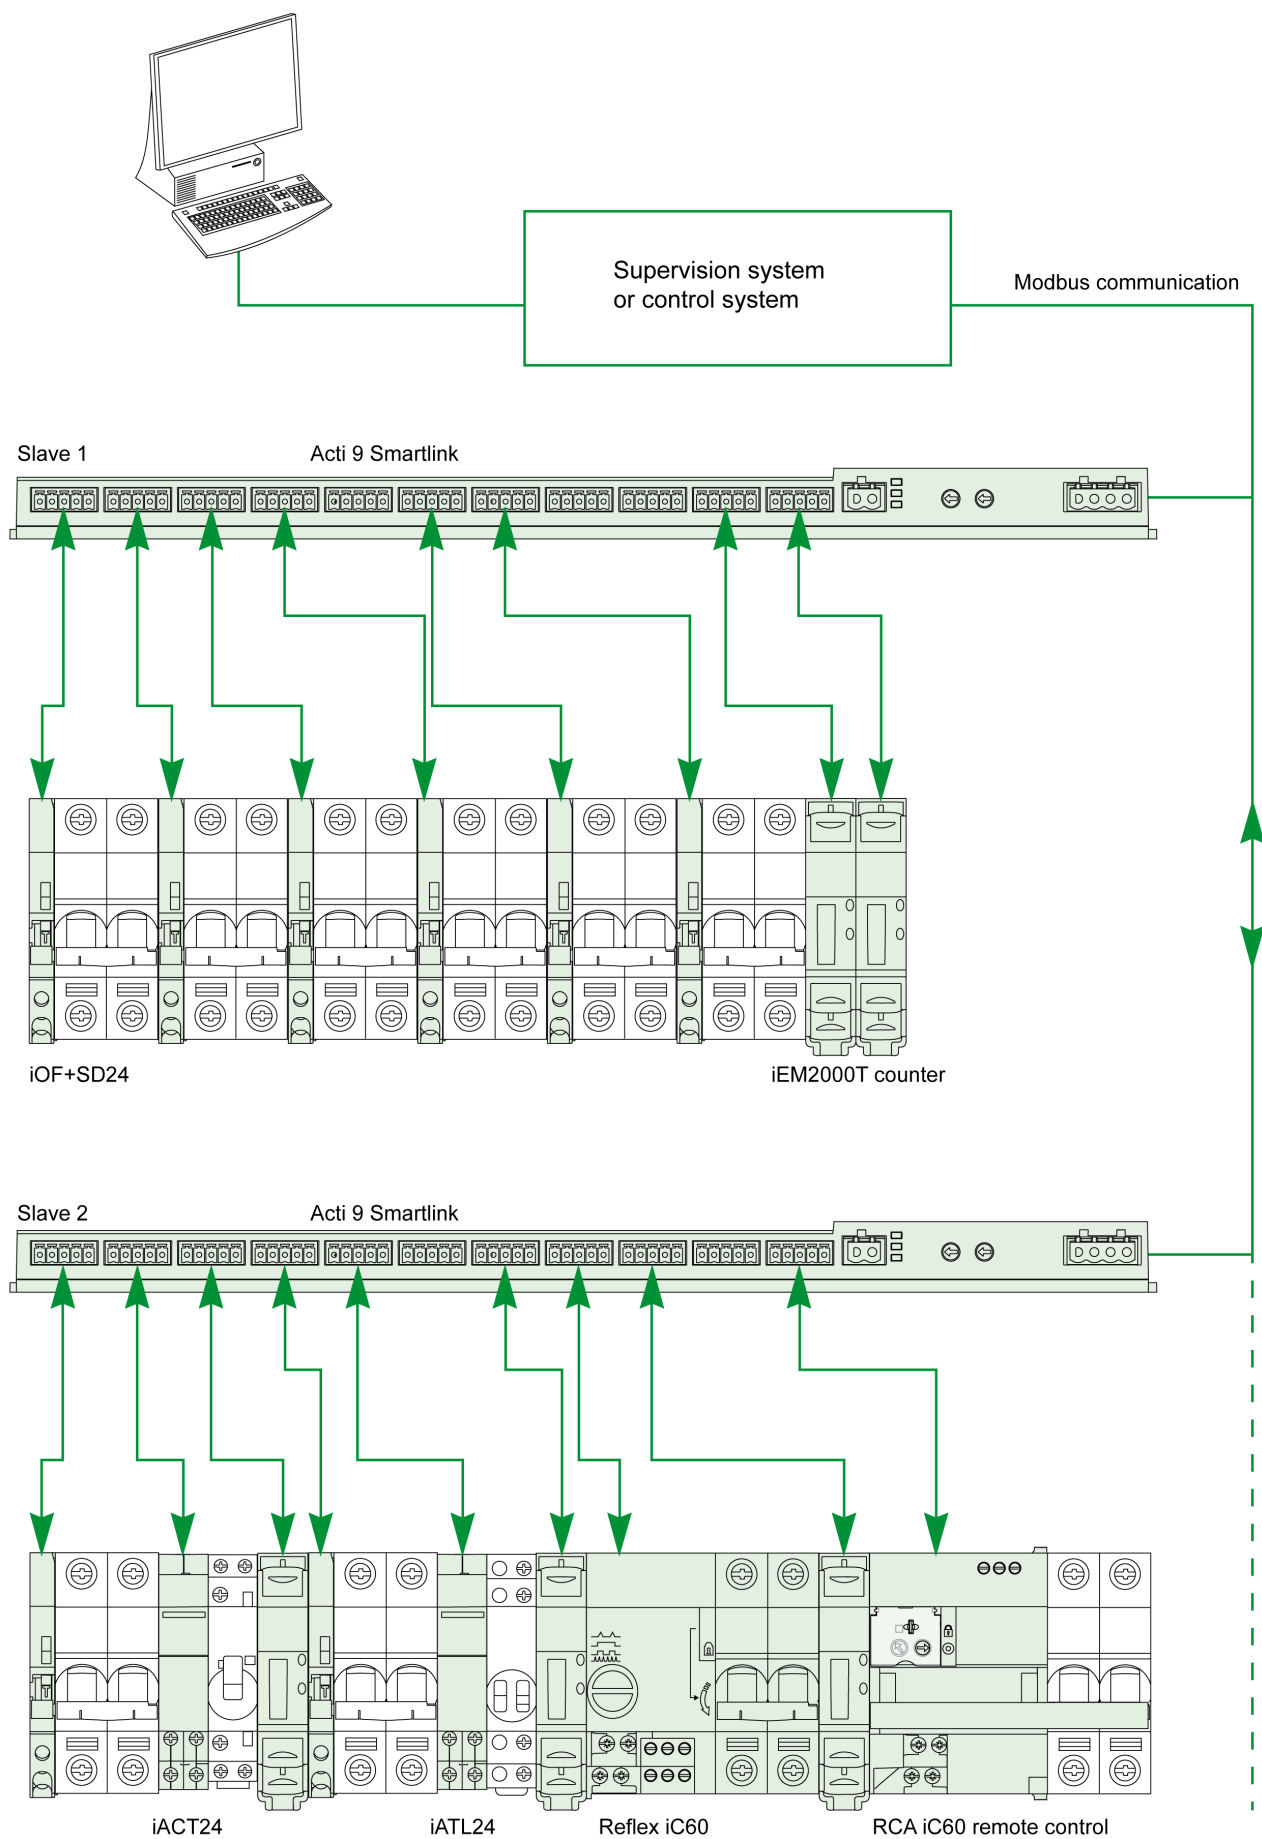 Supervision system
or control system
Modbus communication
Slave 1
Acti 9 Smartlink
iOF+SD24
iEM2000T counter
Slave 2
Acti 9 Smartlink
iACT24
iATL24
Reflex iC60
RCA iC60 remote control